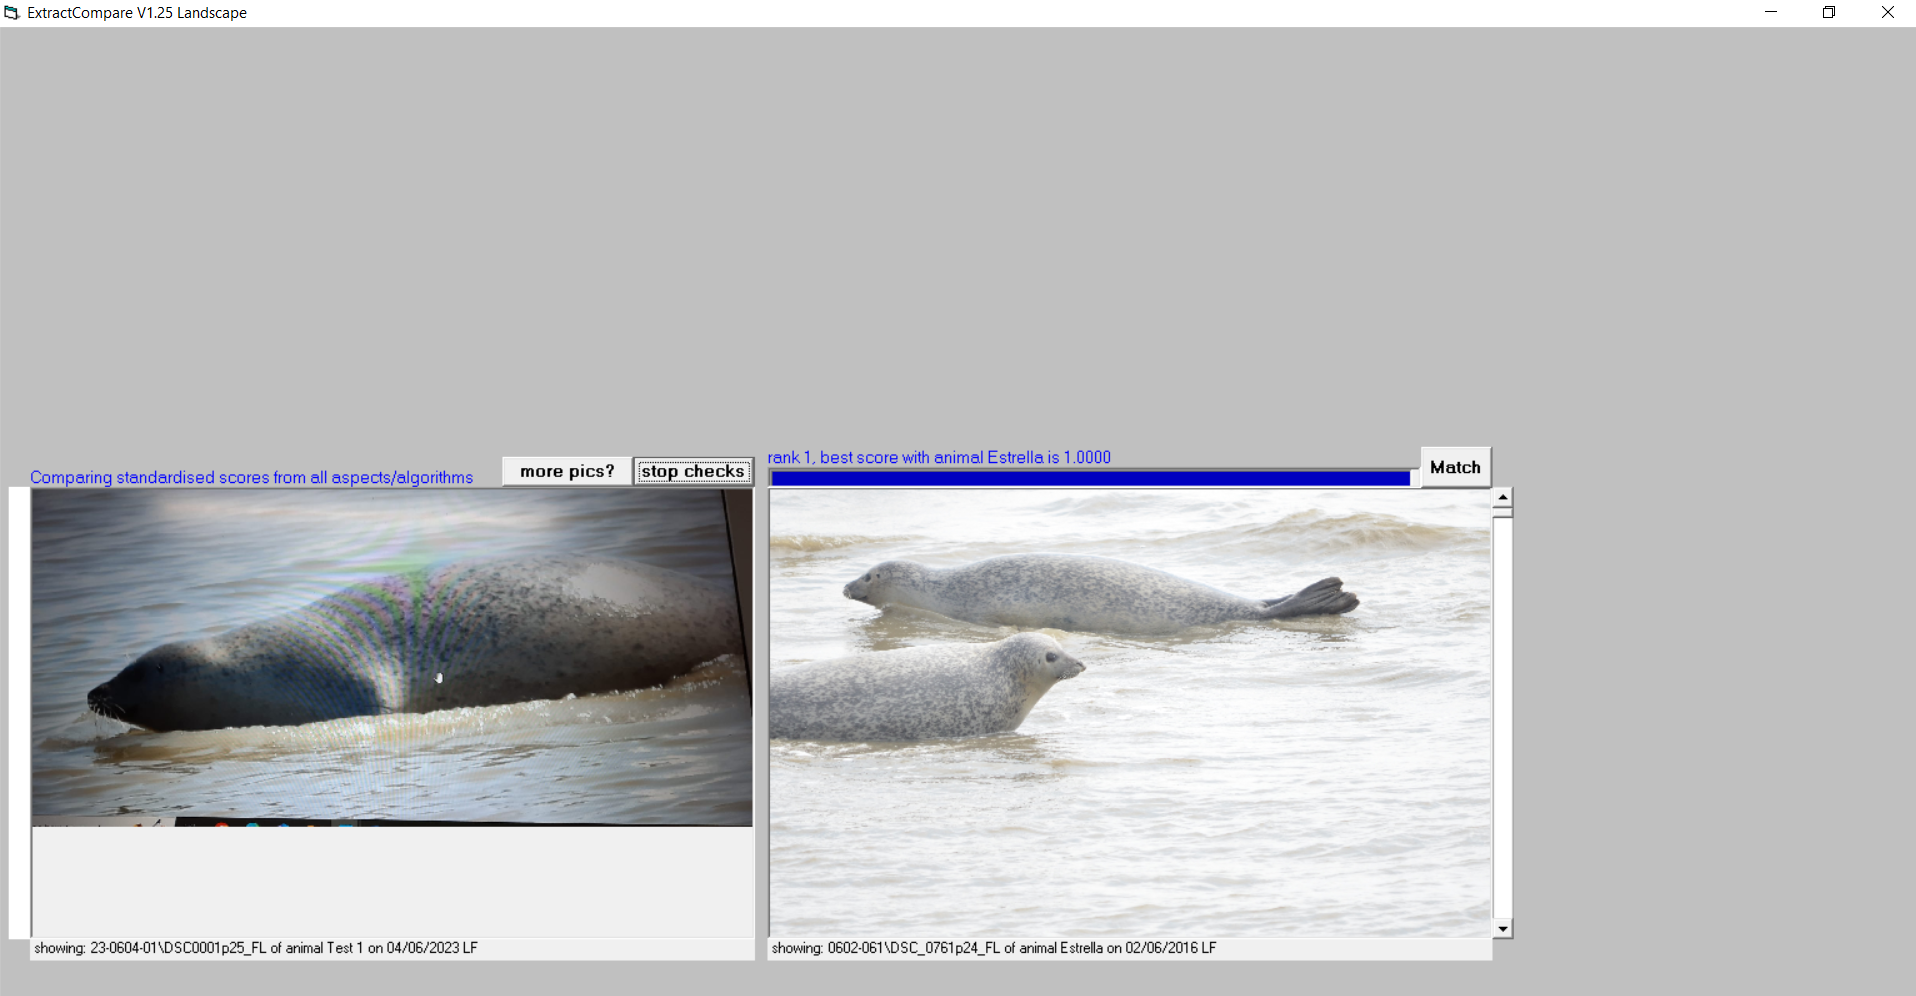 ExtractCompare V1.25 Landscape
rank 1, best score with animal Estrella is 1.0000
Comparing standardised scores from all aspects/algorithms
more pics?
stop checks
Match
showing: 23-0604-01\DSC0001p25_FL of animal Test 1 on 04/06/2023 LF
showing: 0602-061\DSC_0761p24_FL of animal Estrella on 02/06/2016 LF